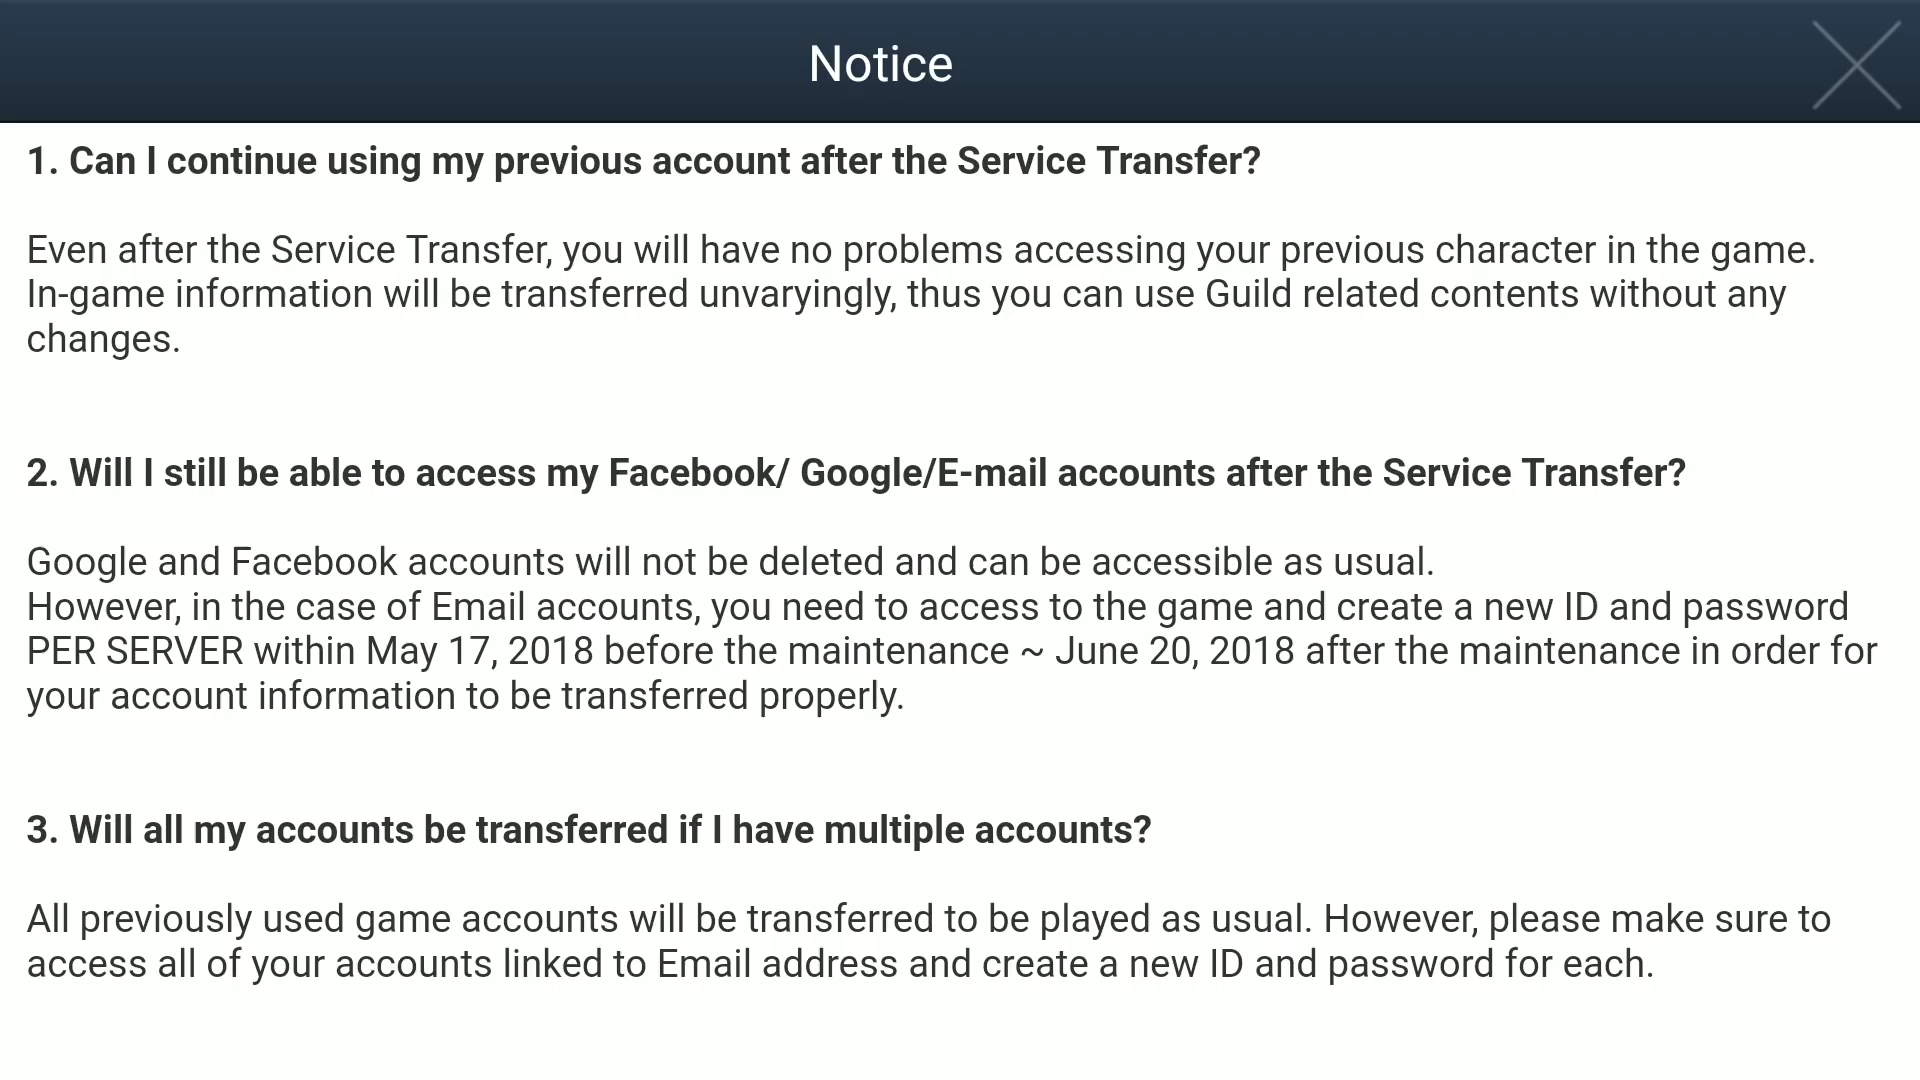 Notice
1. Can I continue using my previous account after the Service Transfer?
Even after the Service Transfer, you will have no problems accessing your previous character in the game.
In-game information will be transferred unvaryingly, thus you can use Guild related contents without any
changes.
2. Will I still be able to access my Facebook/ Google/E-mail accounts after the Service Transfer?
Google and Facebook accounts will not be deleted and can be accessible as usual.
However, in the case of Email accounts, you need to access to the game and create a new ID and password
PER SERVER within May 17, 2018 before the maintenance ~ June 20, 2018 after the maintenance in order for
your account information to be transferred properly.
3. Will all my accounts be transferred if I have multiple accounts?
All previously used game accounts will be transferred to be played as usual. However, please make sure to
access all of your accounts linked to Email address and create a new ID and password for each.